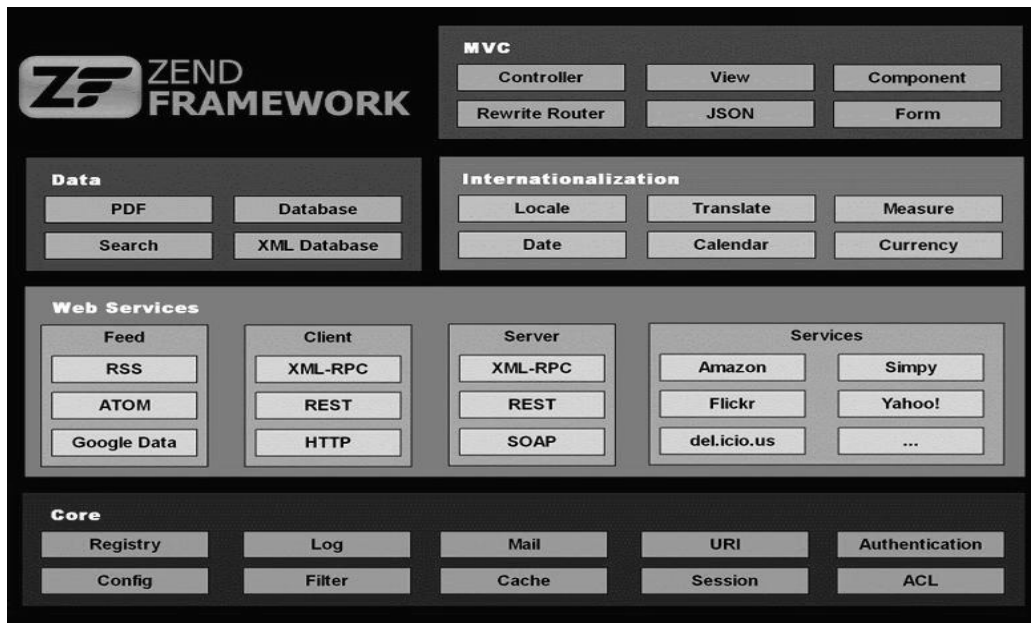 ZF ZEND
FRAMEWORK
MVC
Controller View Component
Rewrite Router JSON Form
Data
PDF Database
Search XML Database
Internationalization
Locale Translate Measure
Date Calendar Currency
Web Services
Feed
RSS
ATOM
Google Data
Client
XML-RPC
REST
HTTP
Server
XML-RPC
REST
SOAP
Services
Amazon Simpy
Flickr Yahoo!
del.icio.us ...
Core
Registry Log Mail URI Authentication
Config Filter Cache Session ACL